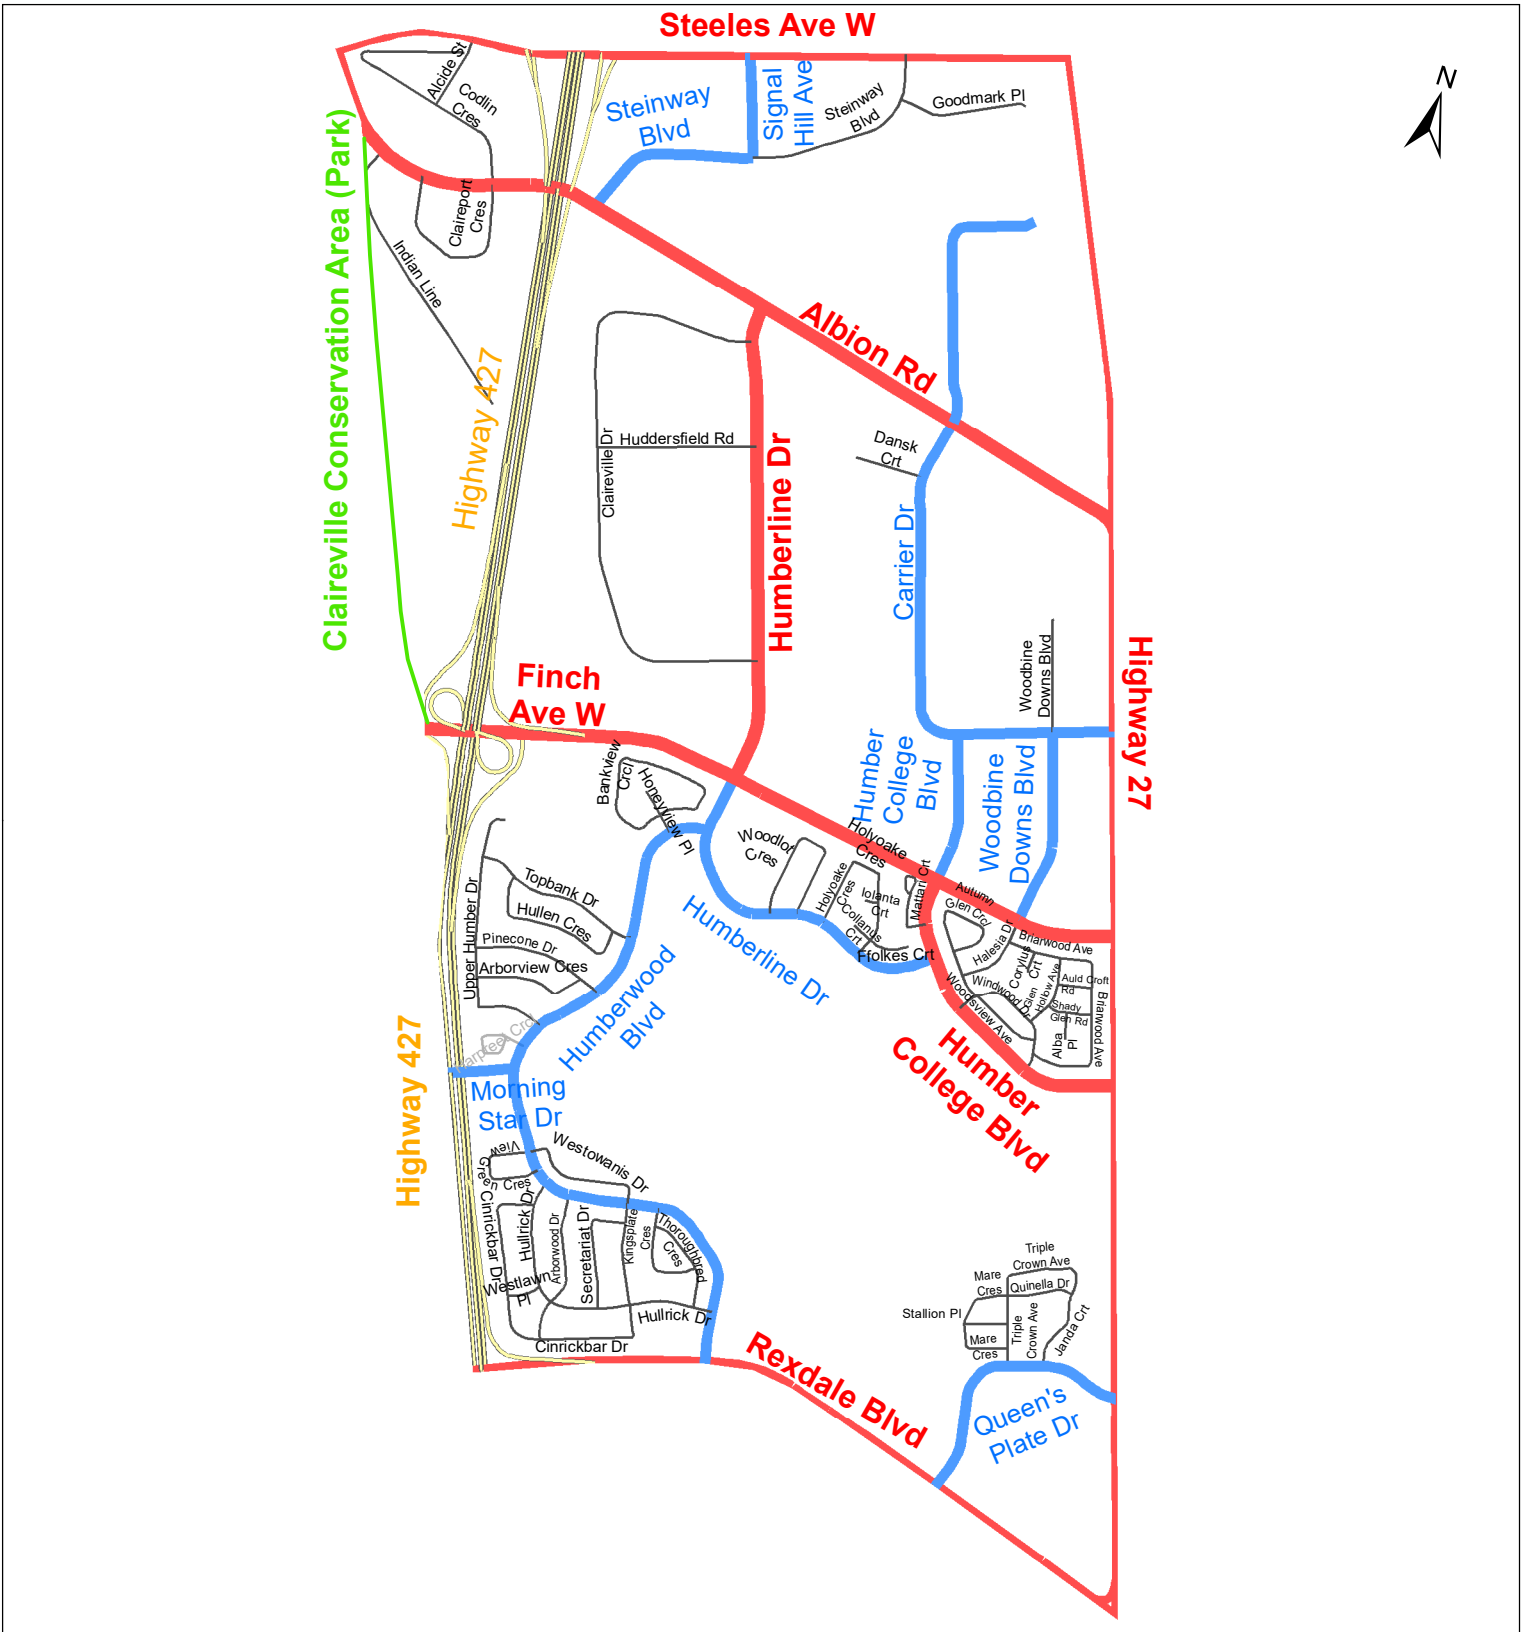 Steeles Ave W
N
Alcide St
Codlin
Cres
Steinway
Blvd
Signal
Hill Ave
Steinway
Blvd
Goodmark Pl
Claireville Conservation Area (Park)
Claireport
Cres
Indian Line
Highway 427
Albion Rd
Claireville Dr
Huddersfield Rd
Humberline Dr
Dansk
Crt
Carrier Dr
Woodbine
Downs Blvd
Highway 27
Finch
Ave W
Bankview
Crcl
Honeyview Pl
Humber
College
Blvd
Woodbine
Downs Blvd
Woodlot
Cres
Holyoake
Cres
Holyoake
Cres
Iolanta
Crt
Collanus
Crt
Mattari Crt
Ffolkes Crt
Autumn
Glen Crcl
Upper Humber Dr
Topbank Dr
Hullen Cres
Pinecone Dr
Arborview Cres
Humberline Dr
Humberwood
Blvd
Halesia Dr
Briarwood Ave
Corylus
Crt
Glen
Hollow Ave
Auld Croft
Rd
Windwood Dr
Shady
Glen Rd
Woodsview Ave
Alba
Pl
Briarwood Ave
Humber
College Blvd
Highway 427
Morning
Star Dr
View
Green Cres
Westowanis Dr
Cinrickbar Dr
Hullrick Dr
Arborwood Dr
Secretariat Dr
Kingsplate
Cres
Thoroughbred
Cres
Westlawn
Pl
Hullrick Dr
Cinrickbar Dr
Rexdale Blvd
Triple
Crown Ave
Mare
Cres
Quinella Dr
Stallion Pl
Triple
Crown Ave
Janda Crt
Mare
Cres
Queen's
Plate Dr